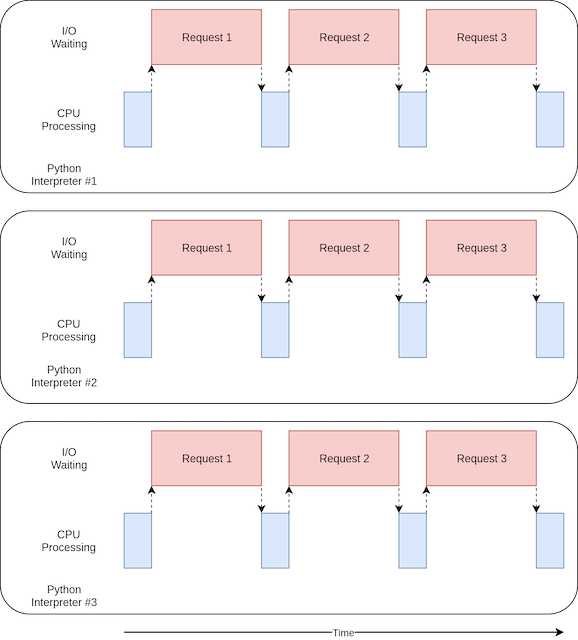 I/O
Waiting
Request 1
Request 2
Request 3
CPU
Processing
Python
Interpreter #1
I/O
Waiting
Request 1
Request 2
Request 3
CPU
Processing
Python
Interpreter #2
I/O
Waiting
Request 1
Request 2
Request 3
CPU
Processing
Python
Interpreter #3
Time